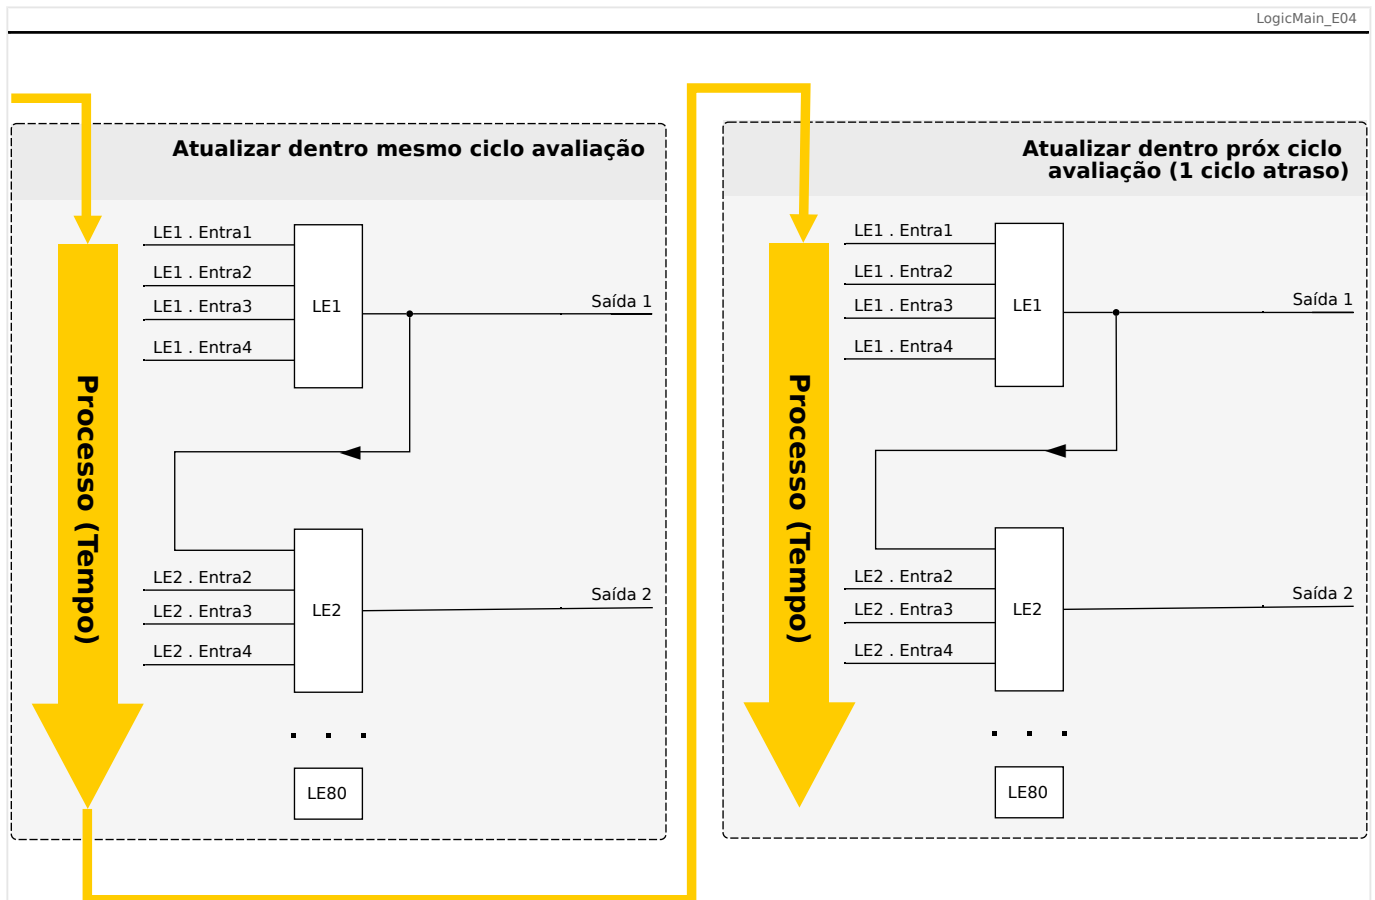 LogicMain_E04
Atualizar dentro mesmo ciclo avaliação
LE1 . Entra1
LE1 . Entra2
LE1 . Entra3
LE1 . Entra4
LE1
Saída 1
Processo (Tempo)
LE2 . Entra2
LE2 . Entra3
LE2 . Entra4
LE2
Saída 2
. . .
LE80
Atualizar dentro próx ciclo
avaliação (1 ciclo atraso)
LE1 . Entra1
LE1 . Entra2
LE1 . Entra3
LE1 . Entra4
LE1
Saída 1
Processo (Tempo)
LE2 . Entra2
LE2 . Entra3
LE2 . Entra4
LE2
Saída 2
. . .
LE80